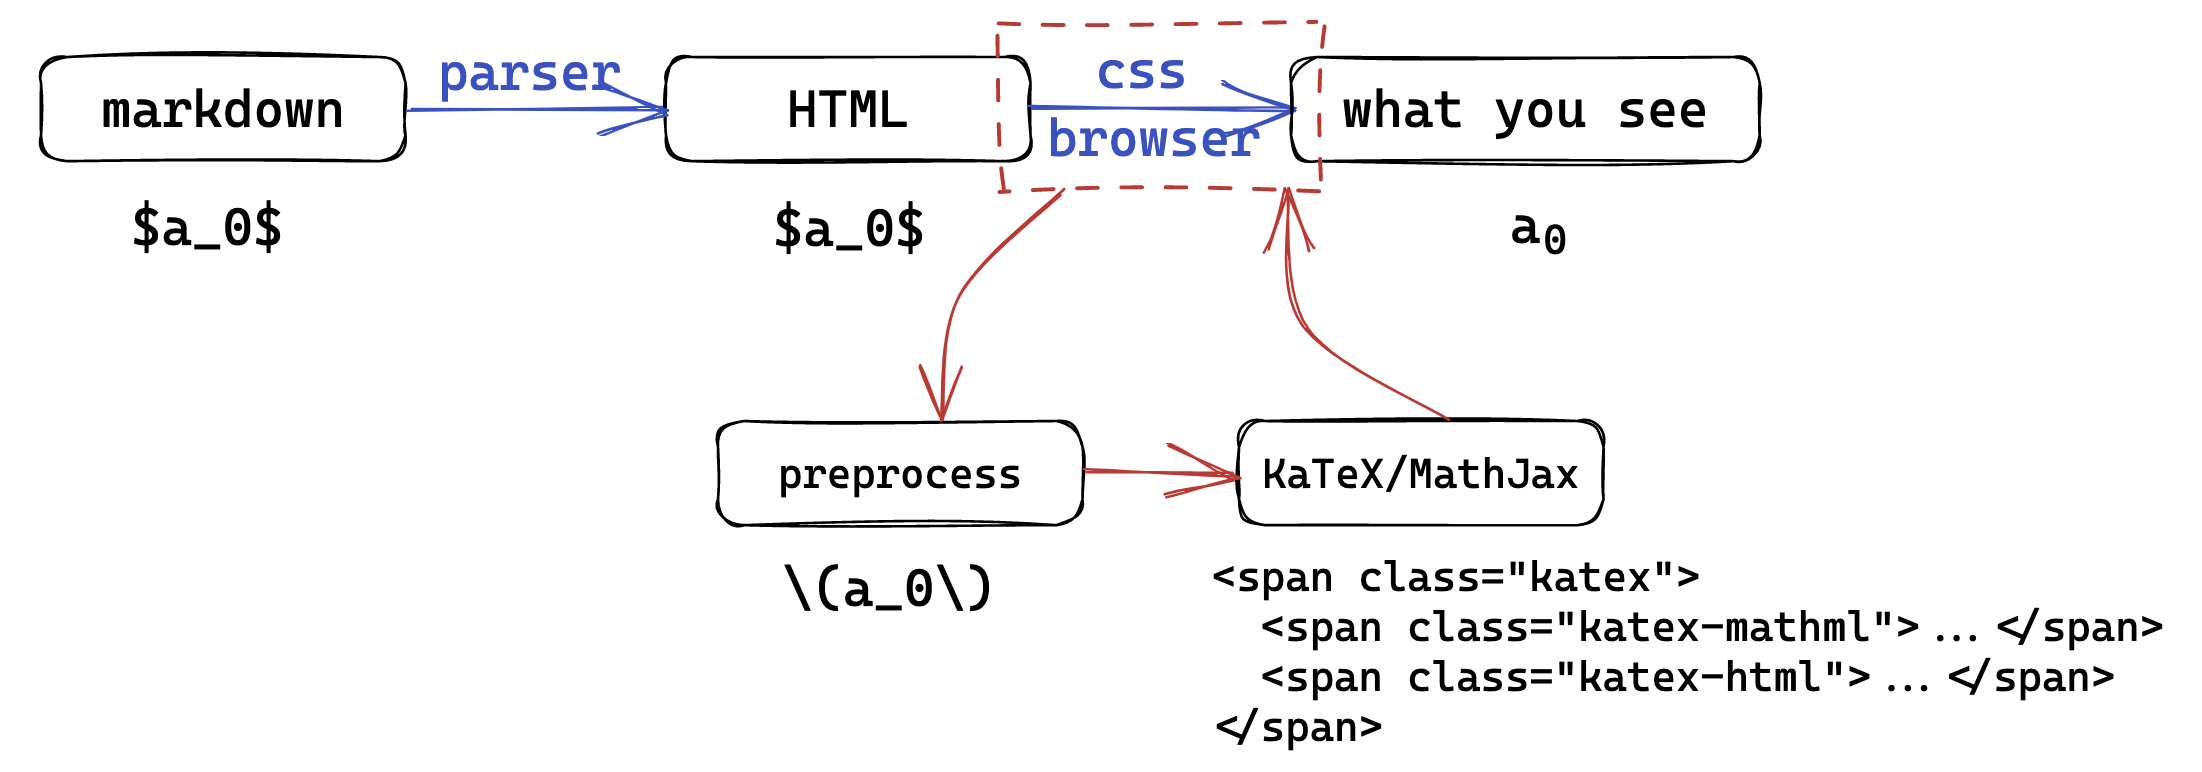 markdown
parser
HTML
css
browser
what you see
$a_0$
$a_0$
a₀
preprocess
KaTeX/MathJax
\(a_0\)
<span class="katex">
  <span class="katex-mathml">...</span>
  <span class="katex-html">...</span>
</span>